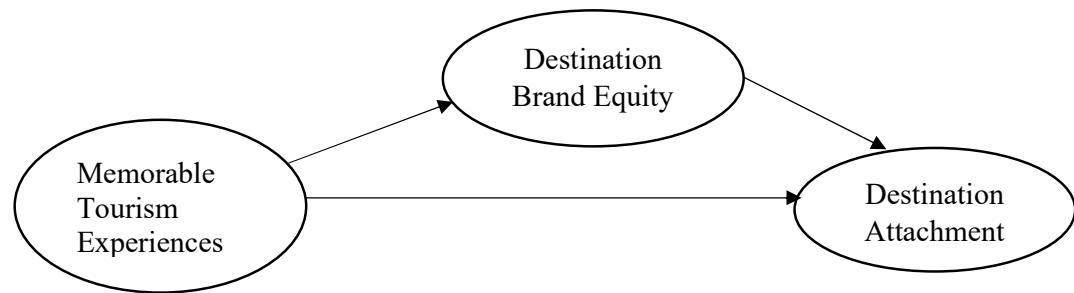 Destination
Brand Equity
Memorable
Tourism
Experiences
Destination
Attachment